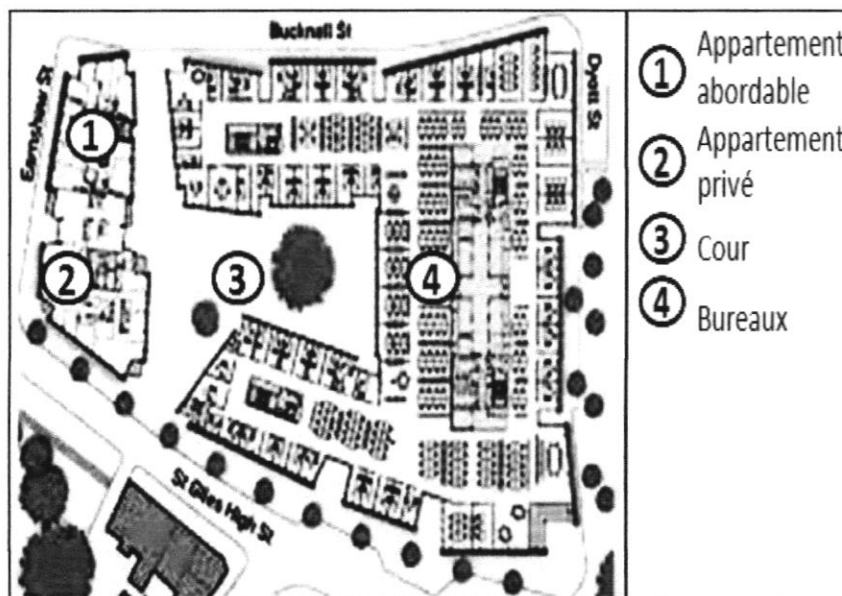 Bucknall St
Earnshaw St
Dyott St
St Giles High St
1
2
3
4
1 Appartement
abordable
2 Appartement
privé
3 Cour
4 Bureaux